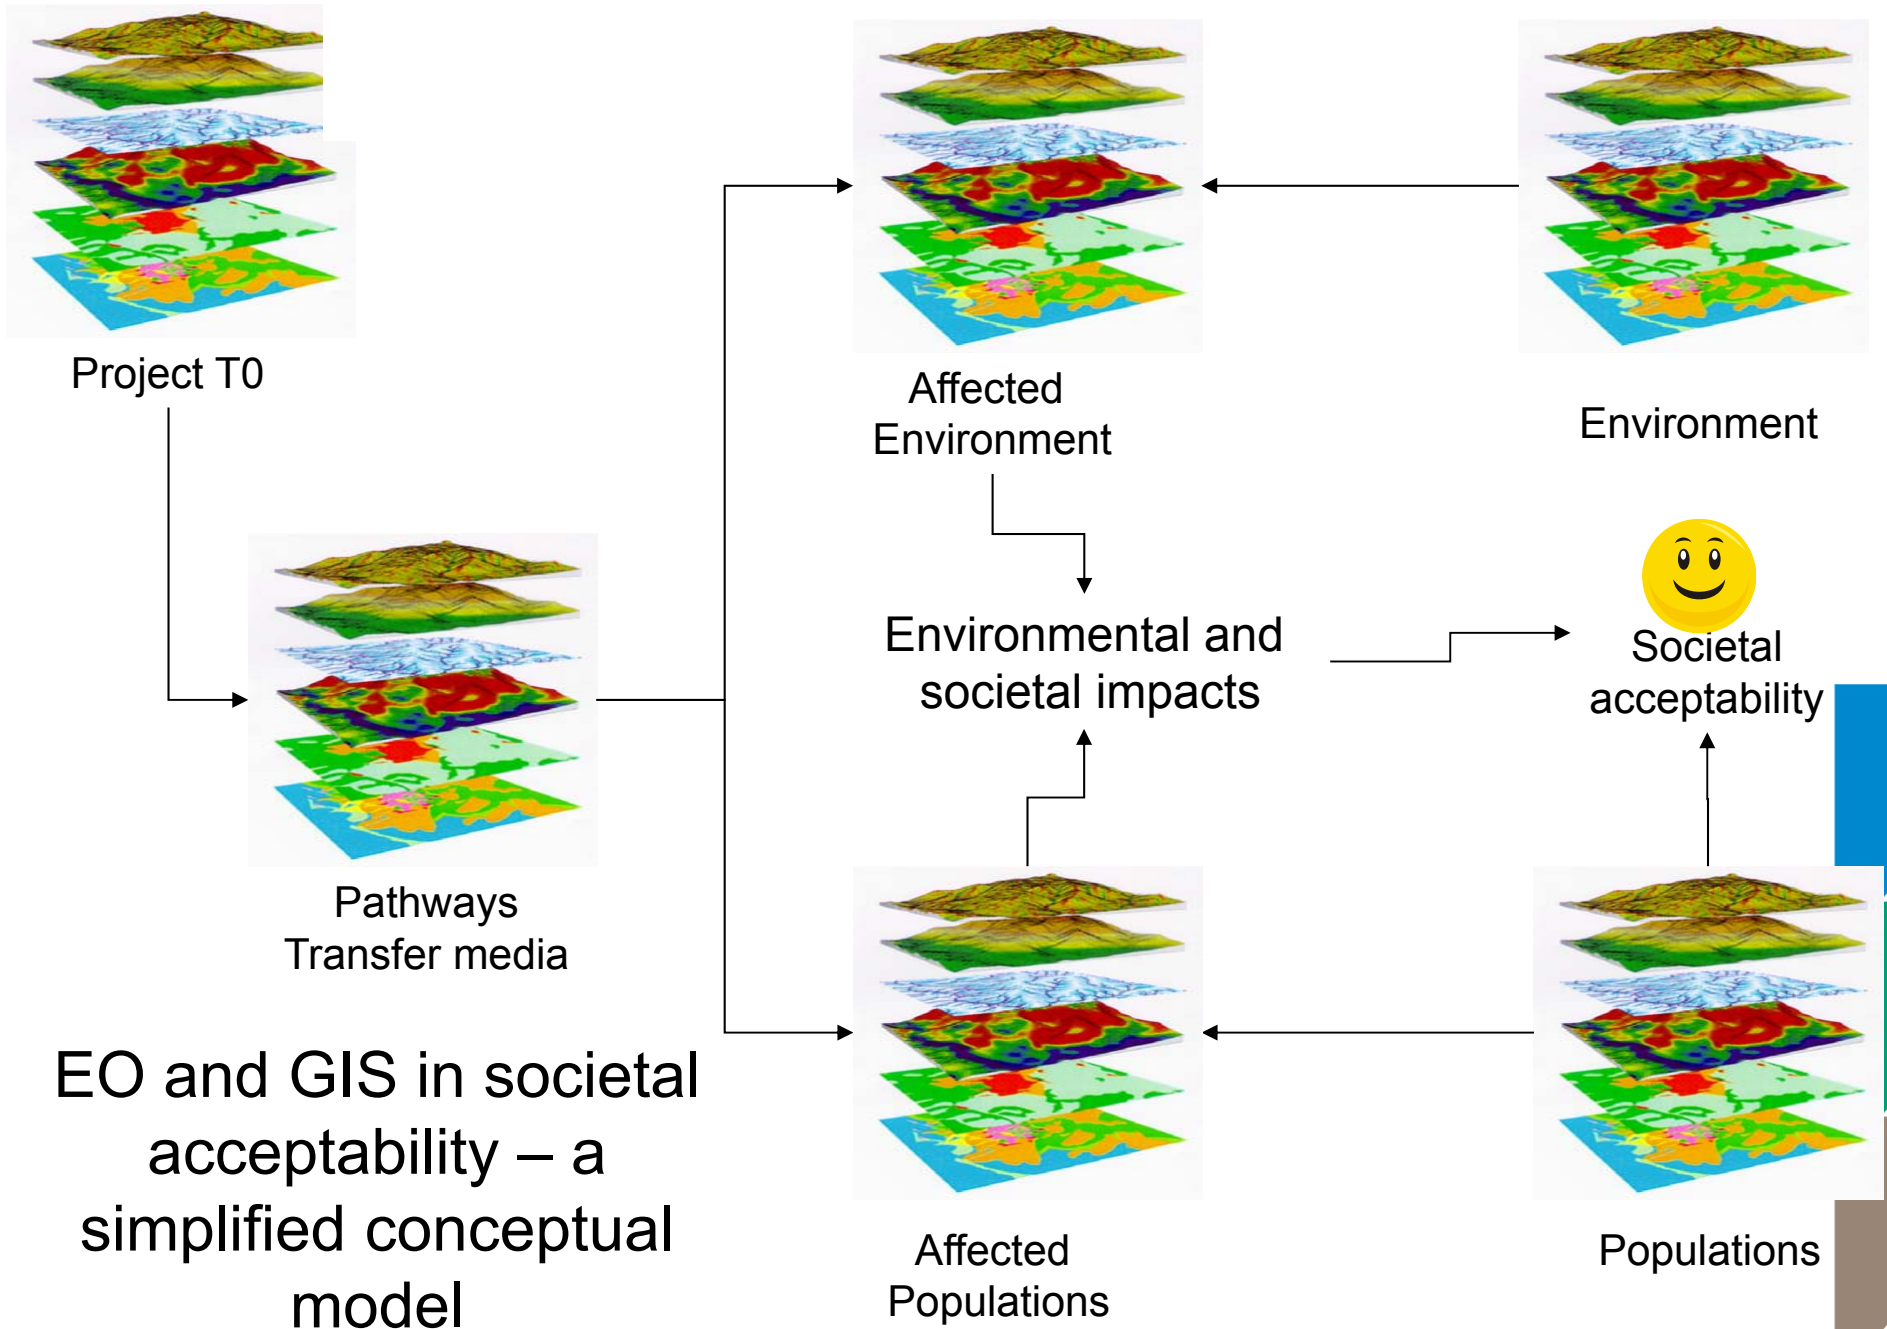 Project T0
Affected
Environment
Environment
Environmental and
societal impacts
Societal
acceptability
Pathways
Transfer media
EO and GIS in societal
acceptability – a
simplified conceptual
model
Affected
Populations
Populations